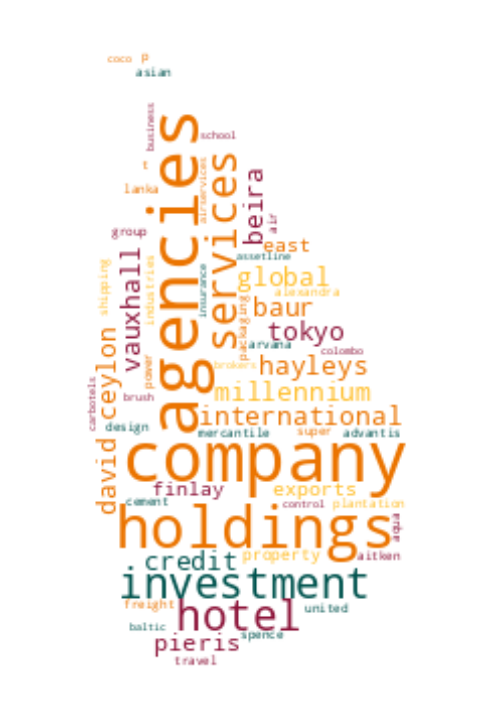 coco p
asian
business
agencies
school
services
airservices
t
lanka
beira
air
group
east
vauxhall
industries
shipping
insurance
assetline
global
alexandra
baur
packaging
tokyo
arvana
colombo
david ceylon
power
brokers
hayleys
carbotels
brush
millennium
international
design
mercantile
super
advantis
company
finlay
exports
cement
control
plantation
holdings
aqua
credit
property
aitken
investment
freight
hotel
united
baltic
spence
pieris
travel